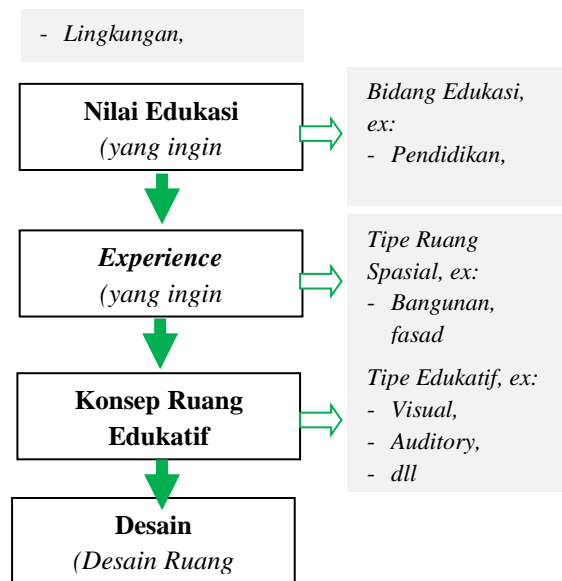 - Lingkungan,
Nilai Edukasi
(yang ingin
Bidang Edukasi,
ex:
- Pendidikan,
Experience
(yang ingin
Tipe Ruang
Spasial, ex:
- Bangunan,
fasad
Konsep Ruang
Edukatif
Tipe Edukatif, ex:
- Visual,
- Auditory,
- dll
Desain
(Desain Ruang